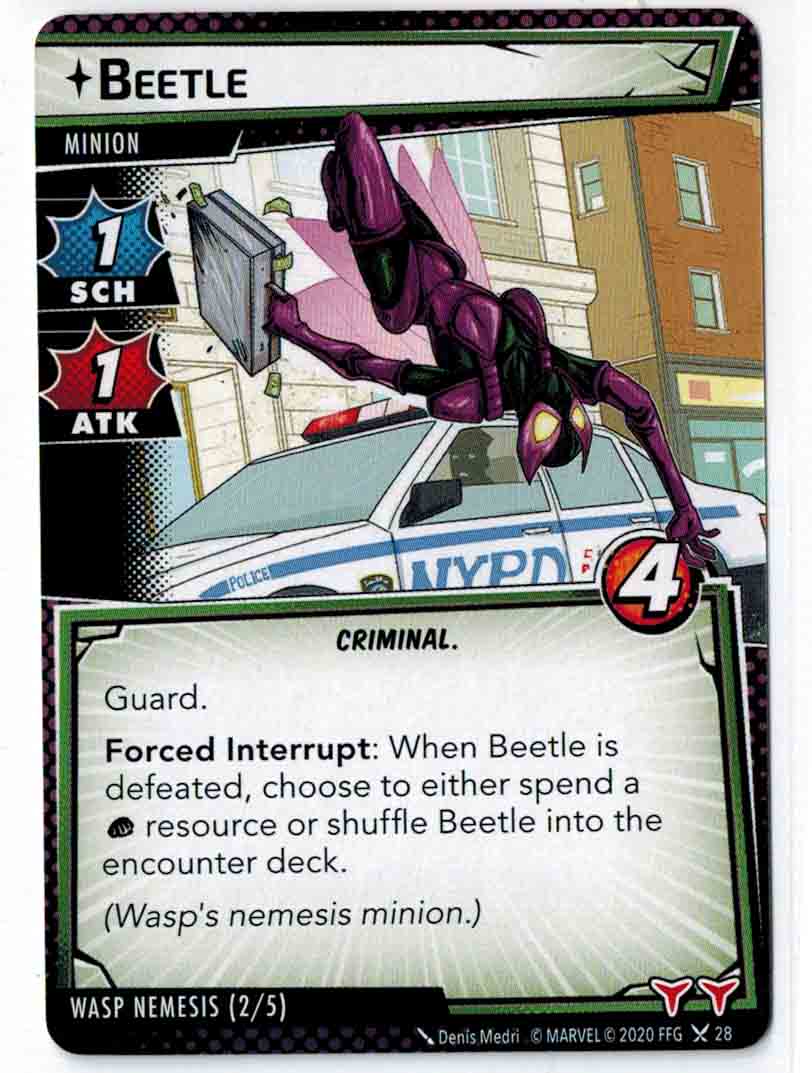 BEETLE
MINION
1
SCH
1
ATK
POLICE
NYPD
4
CRIMINAL.
Guard.
Forced Interrupt: When Beetle is
defeated, choose to either spend a
resource or shuffle Beetle into the
encounter deck.
(Wasp's nemesis minion.)
WASP NEMESIS (2/5)
Denis Medri © MARVEL © 2020 FFG 28